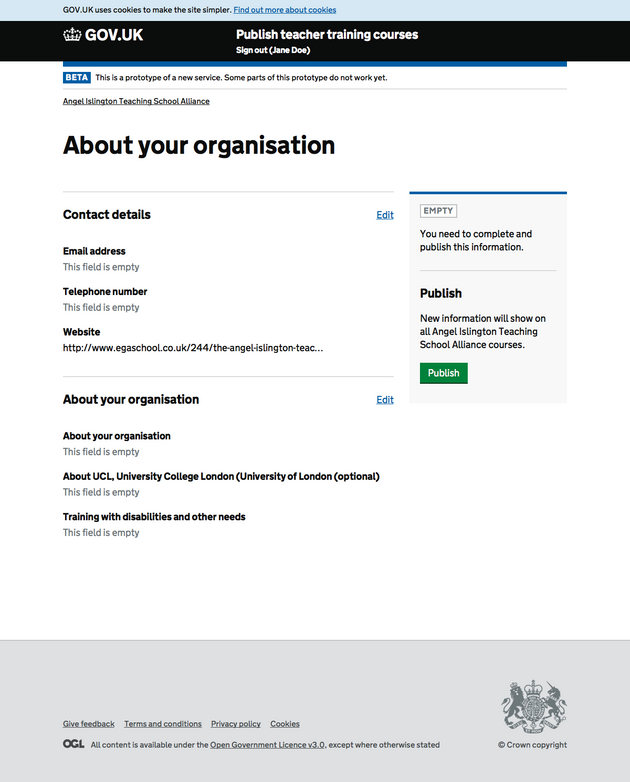 GOV.UK uses cookies to make the site simpler. Find out more about cookies
GOV.UK
Publish teacher training courses
Sign out (Jane Doe)
BETA This is a prototype of a new service. Some parts of this prototype do not work yet.
Angel Islington Teaching School Alliance
About your organisation
Contact details Edit
Email address
This field is empty
Telephone number
This field is empty
Website
http://www.egaschool.co.uk/244/the-angel-islington-teac...
About your organisation Edit
About your organisation
This field is empty
About UCL, University College London (University of London (optional)
This field is empty
Training with disabilities and other needs
This field is empty
EMPTY
You need to complete and
publish this information.
Publish
New information will show on
all Angel Islington Teaching
School Alliance courses.
Publish
Give feedback Terms and conditions Privacy policy Cookies
OGL All content is available under the Open Government Licence v3.0, except where otherwise stated
© Crown copyright